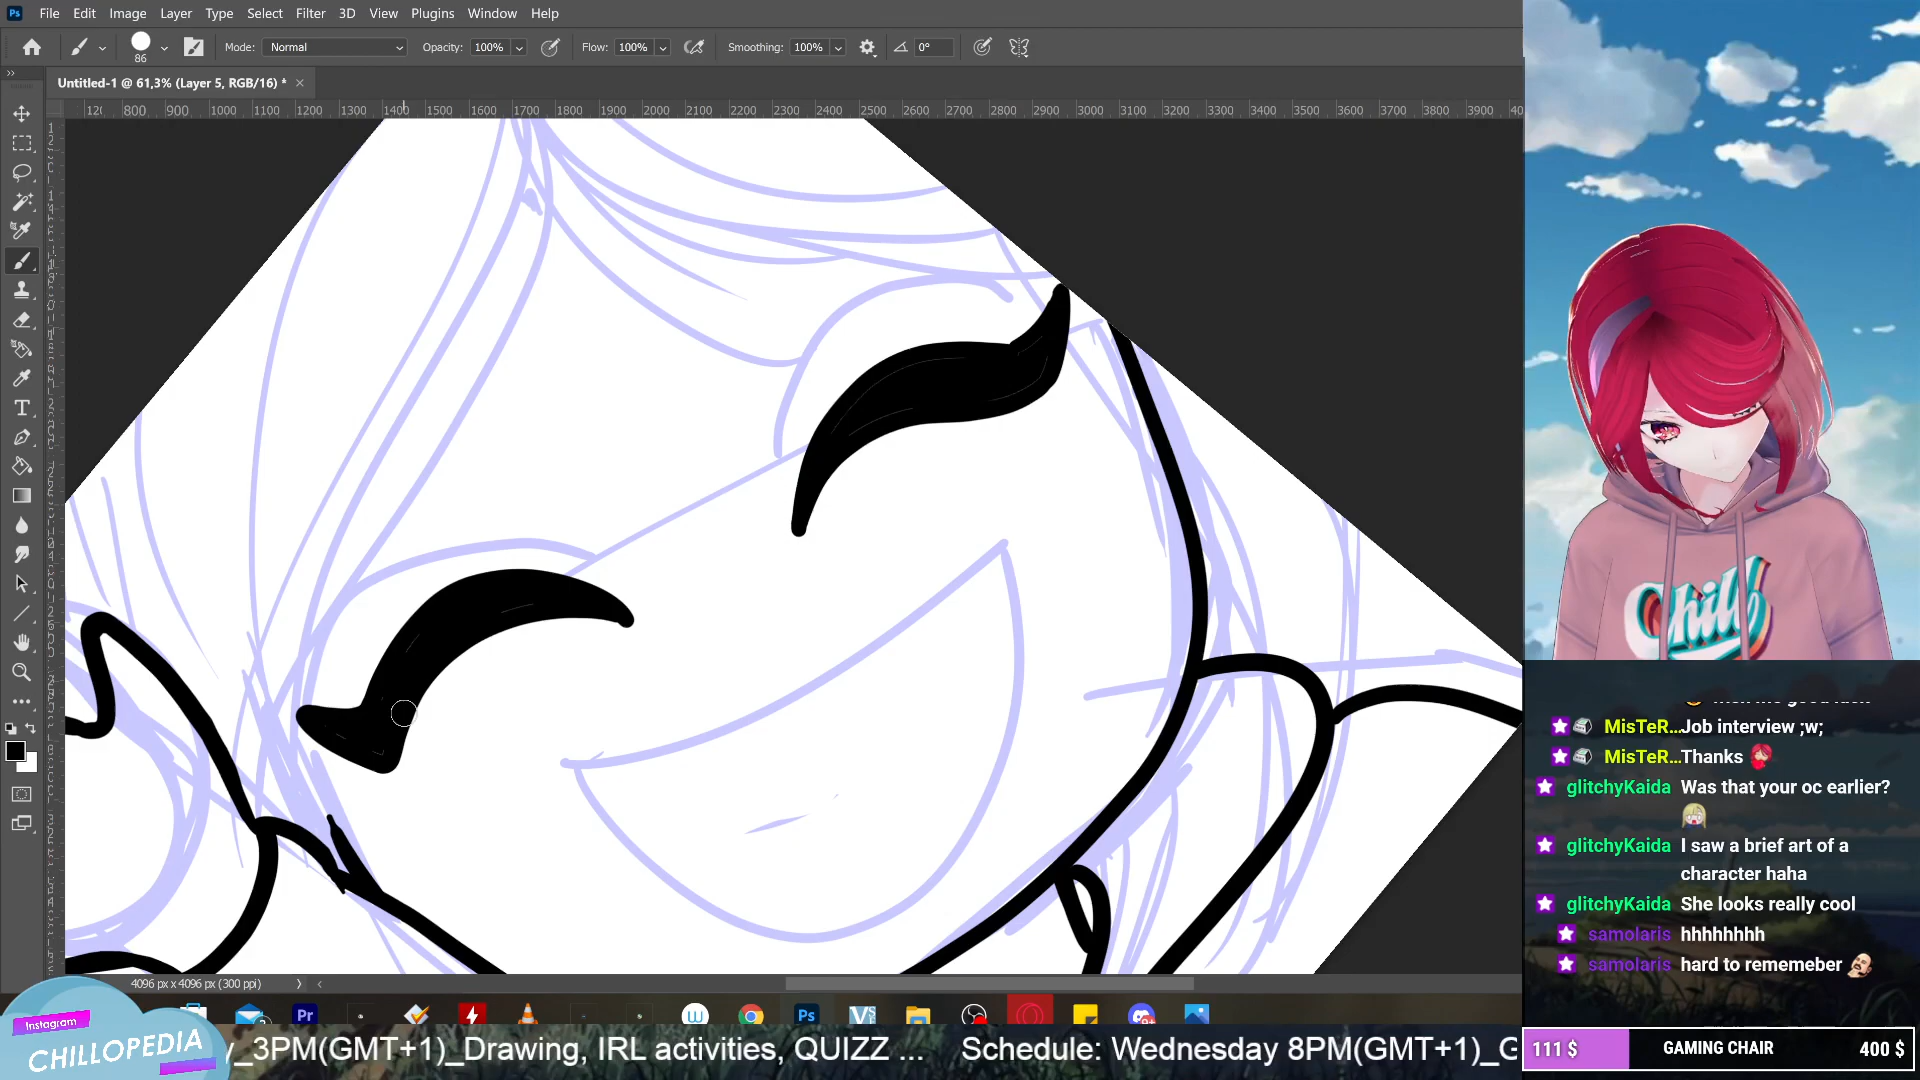 File Edit Image Layer Type Select Filter 3D View Plugins Window Help
86 Mode: Normal Opacity: 100% Flow: 100% Smoothing: 100% 0°
Untitled-1 @ 61,3% (Layer 5, RGB/16) * ×
800 900 1000 1100 1200 1300 1400 1500 1600 1700 1800 1900 2000 2100 2200 2300 2400 2500 2600 2700 2800 2900 3000 3100 3200 3300 3400 3500 3600 3700 3800 3900
Chill
MisTeR... Job interview ;w;
MisTeR... Thanks
glitchyKaida Was that your oc earlier?
glitchyKaida I saw a brief art of a
character haha
glitchyKaida She looks really cool
samolaris hhhhhhhh
samolaris hard to rememeber
4096 px x 4096 px (300 ppi)
Instagram
CHILLOPEDIA
y_3PM(GMT+1)_Drawing, IRL activities, QUIZZ ... Schedule: Wednesday 8PM(GMT+1)_G
111 $ GAMING CHAIR 400 $